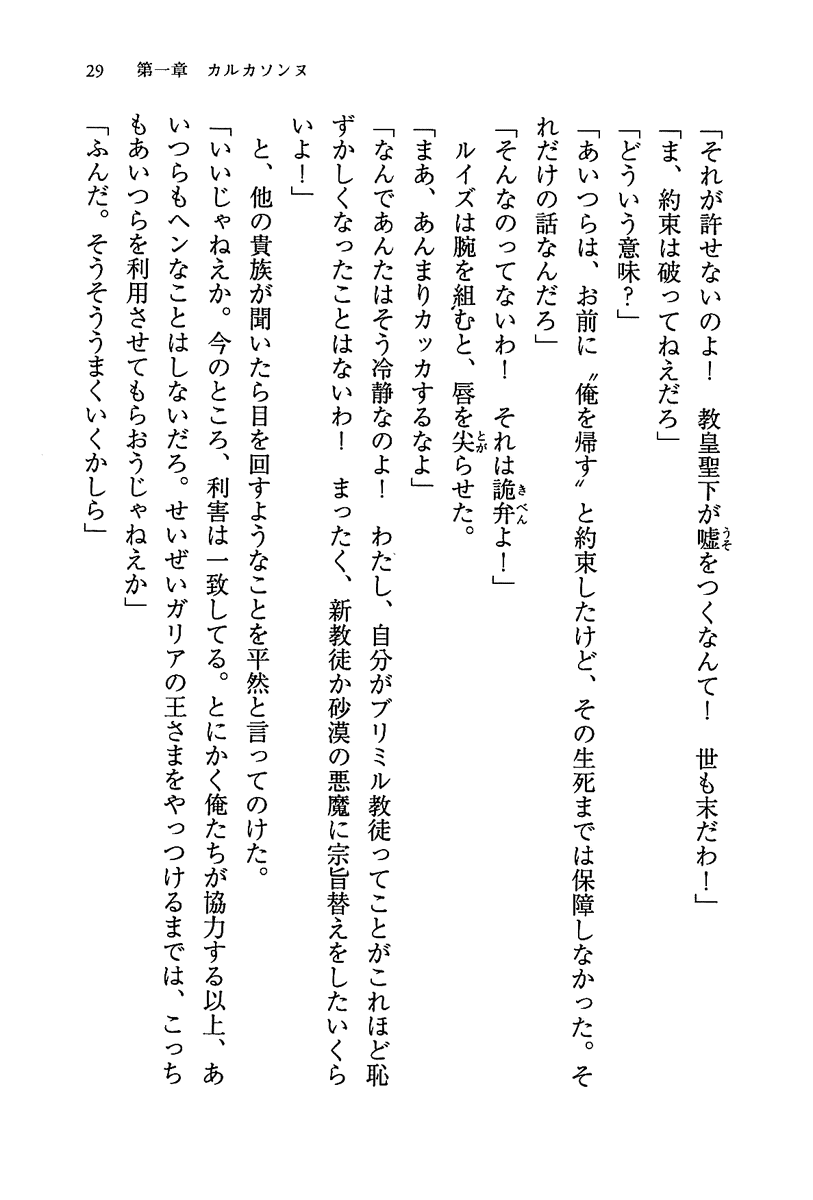 29　第一章　カルカソンヌ
「それが許せないのよ！　教皇聖下が嘘をつくなんて！　世も末だわ！」
「ま、約束は破ってねえだろ」
「どういう意味？」
「あいつらは、お前に〝俺を帰す〟と約束したけど、その生死までは保障しなかった。そ
れだけの話なんだろ」
「そんなのってないわ！　それは詭弁よ！」
　ルイズは腕を組むと、唇を尖らせた。
「まあ、あんまりカッカするなよ」
「なんであんたはそう冷静なのよ！　わたし、自分がブリミル教徒ってことがこれほど恥
ずかしくなったことはないわ！　まったく、新教徒か砂漠の悪魔に宗旨替えをしたいくら
いよ！」
　と、他の貴族が聞いたら目を回すようなことを平然と言ってのけた。
「いいじゃねえか。今のところ、利害は一致してる。とにかく俺たちが協力する以上、あ
いつらもヘンなことはしないだろ。せいぜいガリアの王さまをやっつけるまでは、こっち
もあいつらを利用させてもらおうじゃねえか」
「ふんだ。そうそううまくいくかしら」